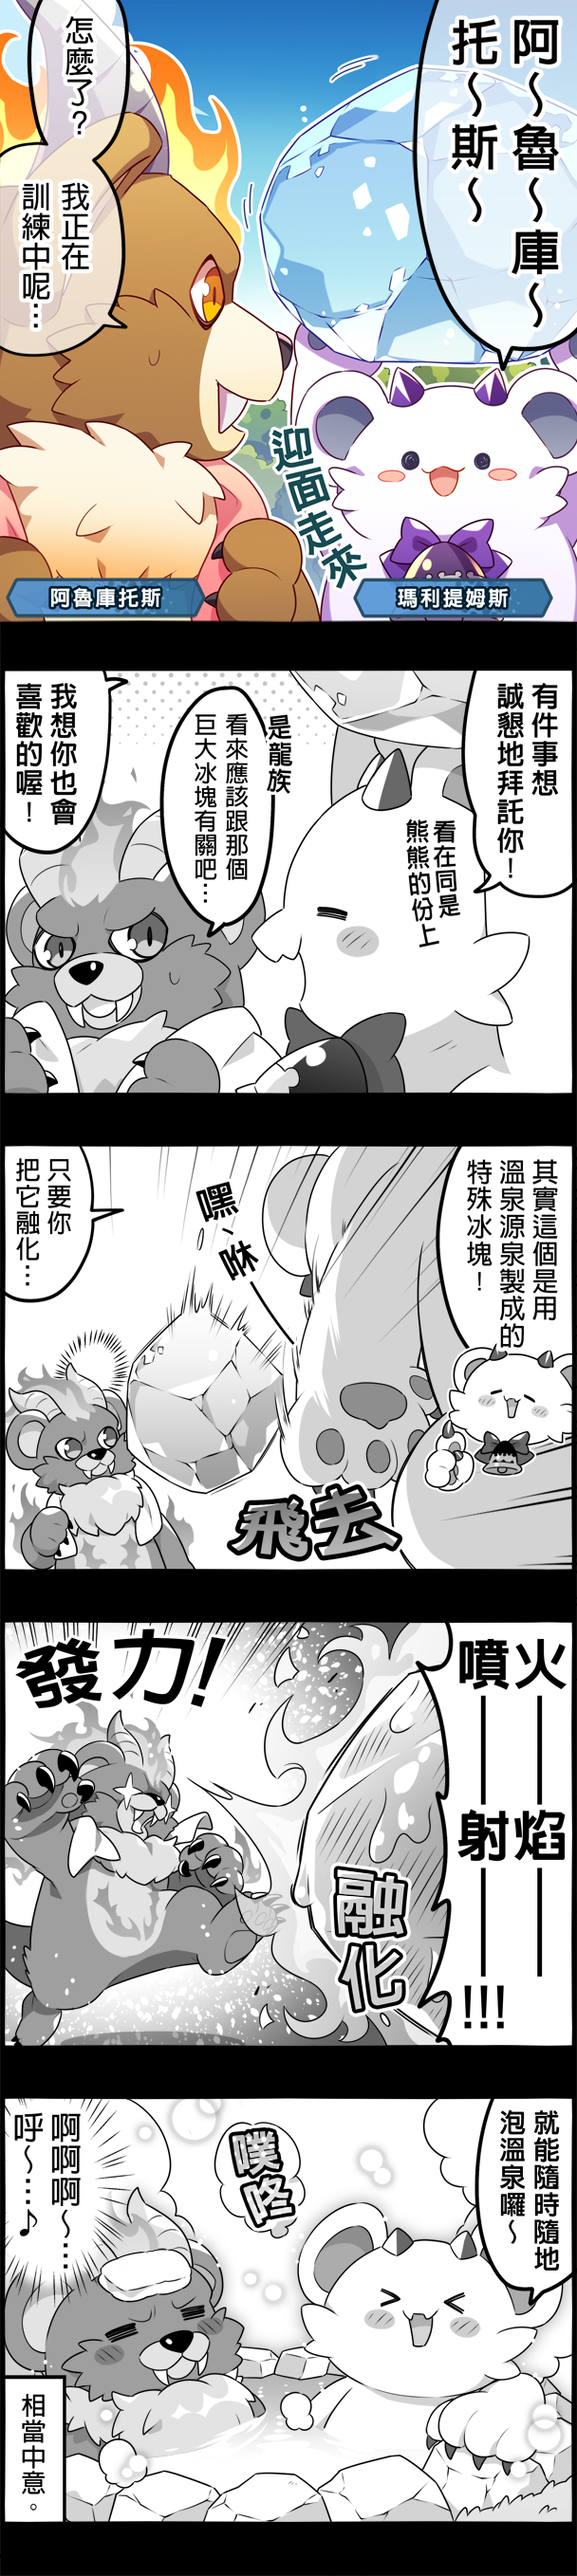 阿～魯～庫～
托～斯～
怎麼了？
我正在
訓練中呢…
迎面走來
阿魯庫托斯
瑪利提姆斯
有件事想
誠懇地拜託你！
看在同是
熊熊的份上
是龍族
看來應該跟那個
巨大冰塊有關吧…
我想你也會
喜歡的喔！
其實這個是用
溫泉源泉製成的
特殊冰塊！
嘿、咻──
飛去
只要你
把它融化…
火──焰──
噴──射──!!!
發力!
融化
就能隨時隨地
泡溫泉囉～
噗咚
啊啊啊～…
呼～…♪
相當中意。